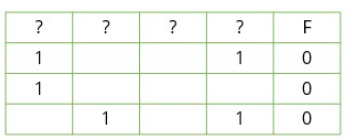 ? ? ? ? F
1 1 0
1 0
1 1 0